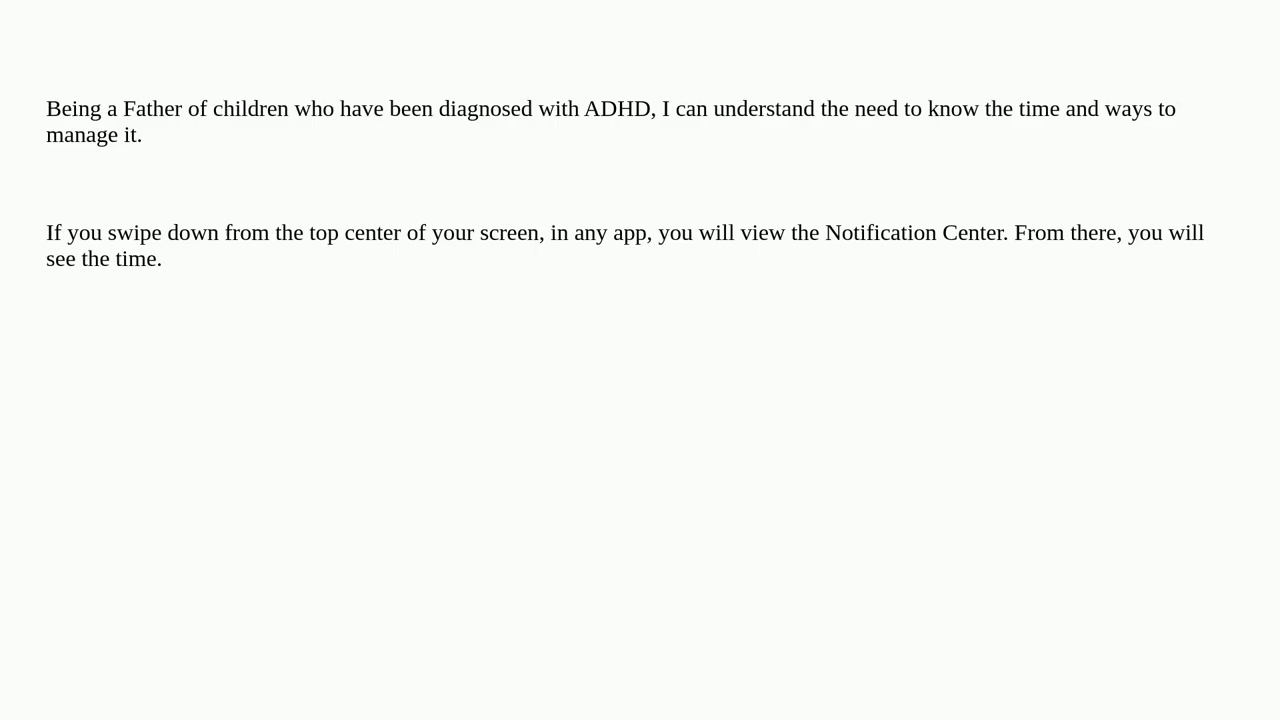 Being a Father of children who have been diagnosed with ADHD, I can understand the need to know the time and ways to
manage it.
If you swipe down from the top center of your screen, in any app, you will view the Notification Center. From there, you will
see the time.